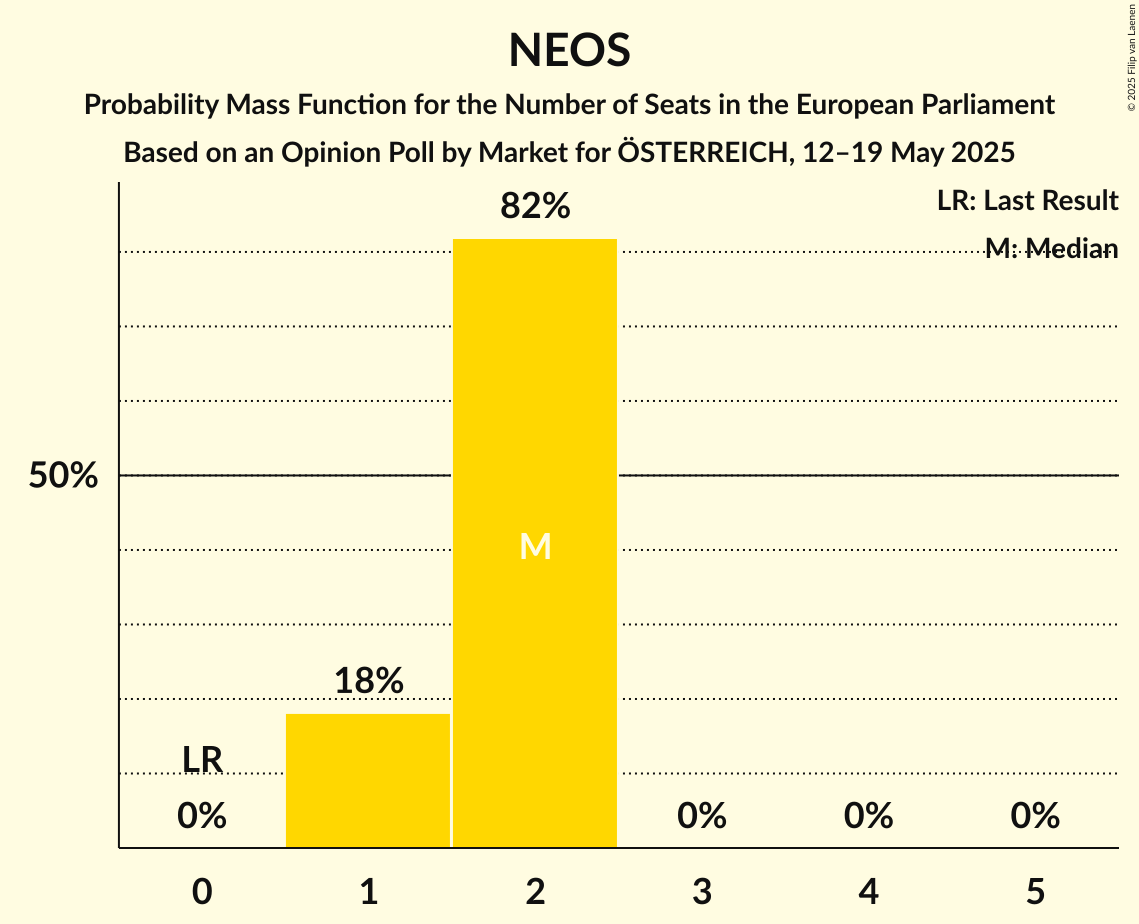 NEOS
Probability Mass Function for the Number of Seats in the European Parliament
Based on an Opinion Poll by Market for ÖSTERREICH, 12–19 May 2025
© 2025 Filip van Laenen
LR: Last Result
M: Median
82%
50%
M
18%
LR
0%
0%
0%
0%
0 1 2 3 4 5